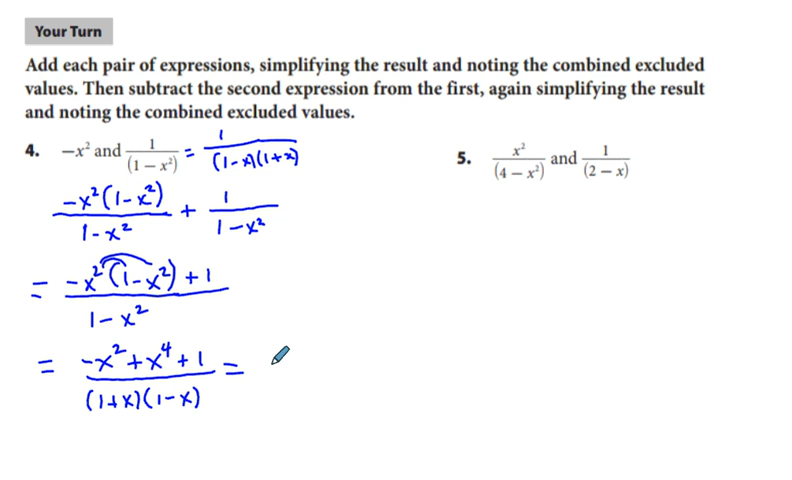 Your Turn
Add each pair of expressions, simplifying the result and noting the combined excluded
values. Then subtract the second expression from the first, again simplifying the result
and noting the combined excluded values.
4. −x² and 1/(1 − x²) = 1/((1-x)(1+x))
5. x²/(4 − x²) and 1/(2 − x)
-x²(1-x²)/(1-x²) + 1/(1-x²)
= (-x²(1-x²)+1)/(1-x²)
= (-x²+x⁴+1)/((1+x)(1-x)) =